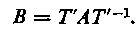 B = T′AT′⁻¹.